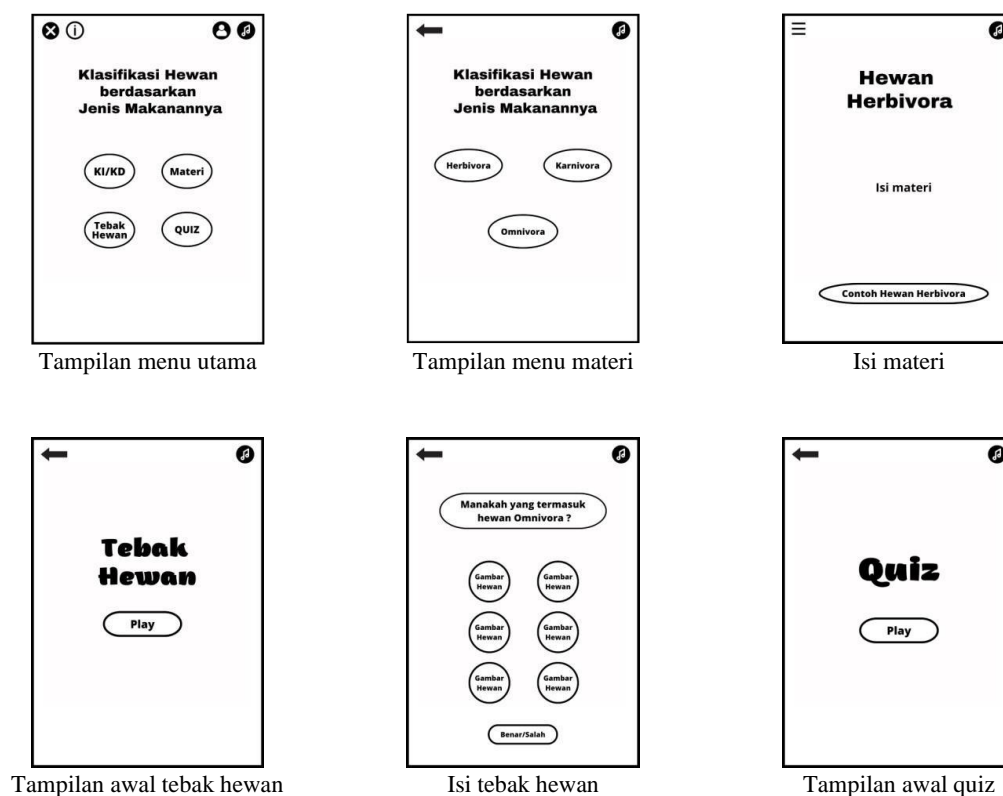 Klasifikasi Hewan
berdasarkan
Jenis Makanannya
KI/KD
Materi
Tebak
Hewan
QUIZ
Tampilan menu utama
Klasifikasi Hewan
berdasarkan
Jenis Makanannya
Herbivora
Karnivora
Omnivora
Tampilan menu materi
Hewan
Herbivora
Isi materi
Contoh Hewan Herbivora
Isi materi
Tebak
Hewan
Play
Tampilan awal tebak hewan
Manakah yang termasuk
hewan Omnivora ?
Gambar
Hewan
Gambar
Hewan
Gambar
Hewan
Gambar
Hewan
Gambar
Hewan
Gambar
Hewan
Benar/Salah
Isi tebak hewan
Quiz
Play
Tampilan awal quiz